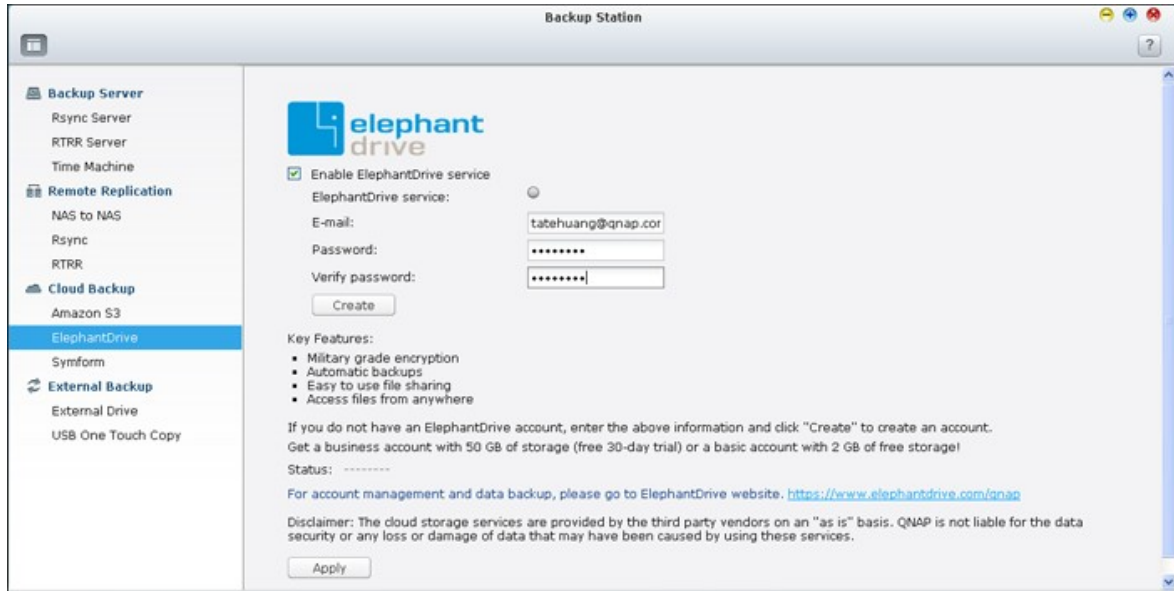 Backup Station
?
Backup Server
Rsync Server
RTRR Server
Time Machine
Remote Replication
NAS to NAS
Rsync
RTRR
Cloud Backup
Amazon S3
ElephantDrive
Symform
External Backup
External Drive
USB One Touch Copy
elephant
drive
Enable ElephantDrive service
ElephantDrive service:
E-mail: tatehuang@qnap.cor
Password: ••••••••
Verify password: ••••••••
Create
Key Features:
▪ Military grade encryption
▪ Automatic backups
▪ Easy to use file sharing
▪ Access files from anywhere
If you do not have an ElephantDrive account, enter the above information and click "Create" to create an account.
Get a business account with 50 GB of storage (free 30-day trial) or a basic account with 2 GB of free storage!
Status: --------
For account management and data backup, please go to ElephantDrive website. https://www.elephantdrive.com/qnap
Disclaimer: The cloud storage services are provided by the third party vendors on an "as is" basis. QNAP is not liable for the data
security or any loss or damage of data that may have been caused by using these services.
Apply